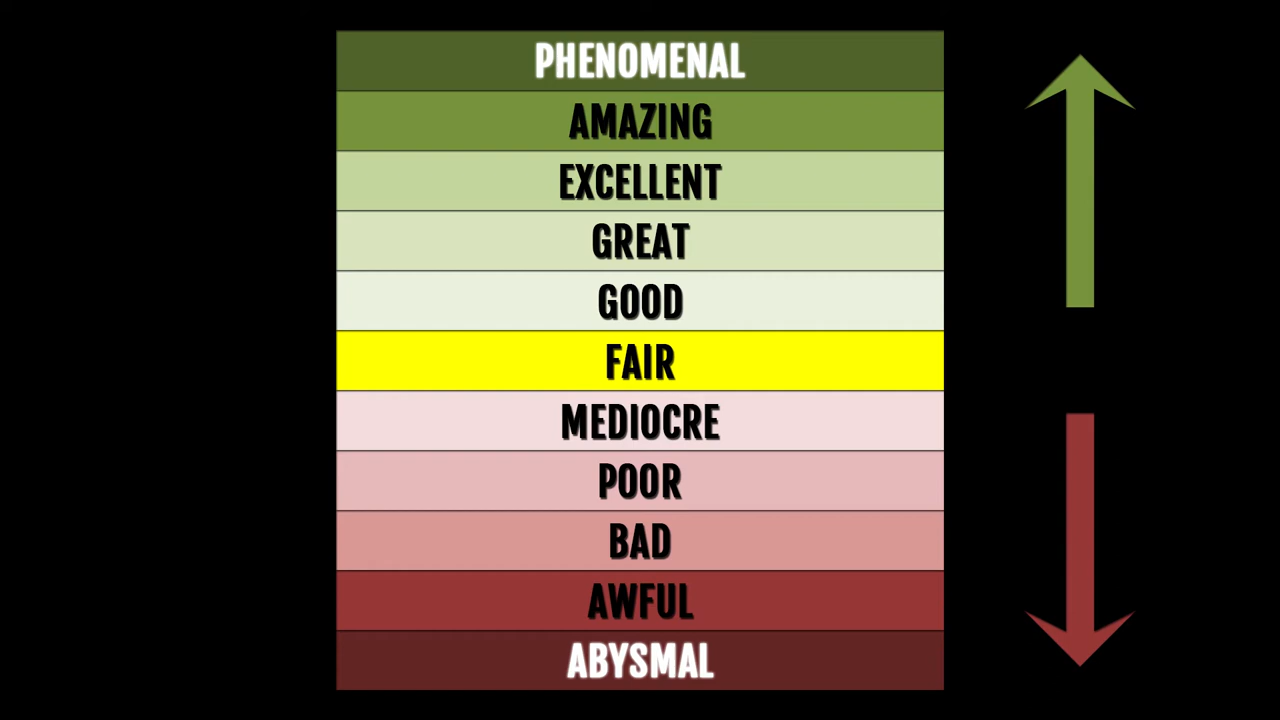 PHENOMENAL
AMAZING
EXCELLENT
GREAT
GOOD
FAIR
MEDIOCRE
POOR
BAD
AWFUL
ABYSMAL